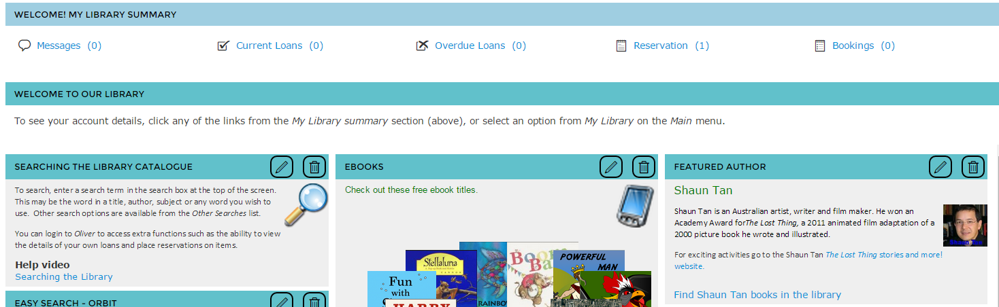 WELCOME! MY LIBRARY SUMMARY
Messages (0)
Current Loans (0)
Overdue Loans (0)
Reservation (1)
Bookings (0)
WELCOME TO OUR LIBRARY
To see your account details, click any of the links from the My Library summary section (above), or select an option from My Library on the Main menu.
SEARCHING THE LIBRARY CATALOGUE
To search, enter a search term in the search box at the top of the screen.
This may be the word in a title, author, subject or any word you wish to
use. Other search options are available from the Other Searches list.
You can login to Oliver to access extra functions such as the ability to view
the details of your own loans and place reservations on items.
Help video
Searching the Library
EASY SEARCH - ORBIT
EBOOKS
Check out these free ebook titles.
Stellaluna
CANNON
Fun
with
RAINBO
Boom
Ba
POWERFUL
MAN
HARRY
FEATURED AUTHOR
Shaun Tan
Shaun Tan is an Australian artist, writer and film maker. He won an
Academy Award forThe Lost Thing, a 2011 animated film adaptation of a
2000 picture book he wrote and illustrated.
Shaun Tan
For exciting activities go to the Shaun Tan The Lost Thing stories and more!
website.
Find Shaun Tan books in the library